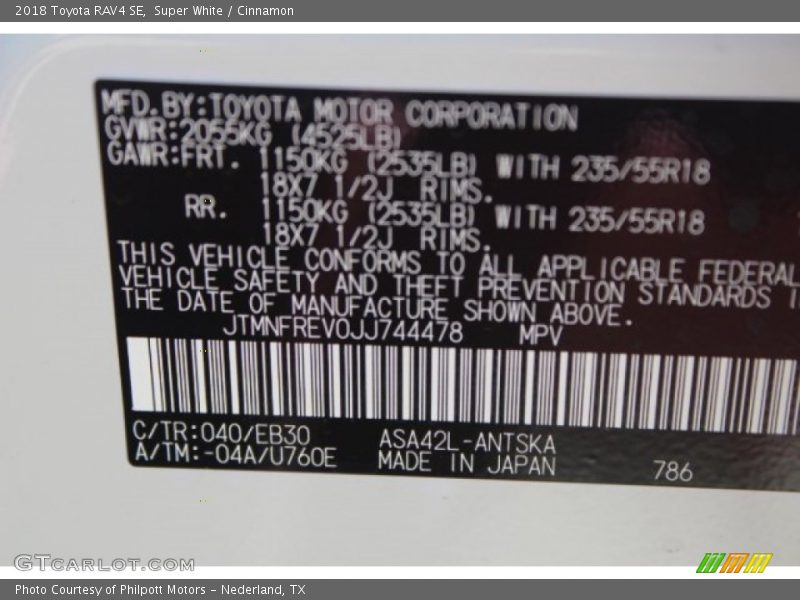 2018 Toyota RAV4 SE,  Super White / Cinnamon
MFD.BY:TOYOTA MOTOR CORPORATION
GVWR:2055KG (4525LB)
GAWR:FRT. 1150KG (2535LB) WITH 235/55R18
18X7 1/2J RIMS.
RR. 1150KG (2535LB) WITH 235/55R18
18X7 1/2J RIMS.
THIS VEHICLE CONFORMS TO ALL APPLICABLE FEDERAL
VEHICLE SAFETY AND THEFT PREVENTION STANDARDS I
THE DATE OF MANUFACTURE SHOWN ABOVE.
JTMNFREV0JJ744478 MPV
C/TR:040/EB30 ASA42L-ANTSKA
A/TM:-04A/U760E MADE IN JAPAN 786
GTCARLOT.COM
Photo Courtesy of Philpott Motors - Nederland, TX